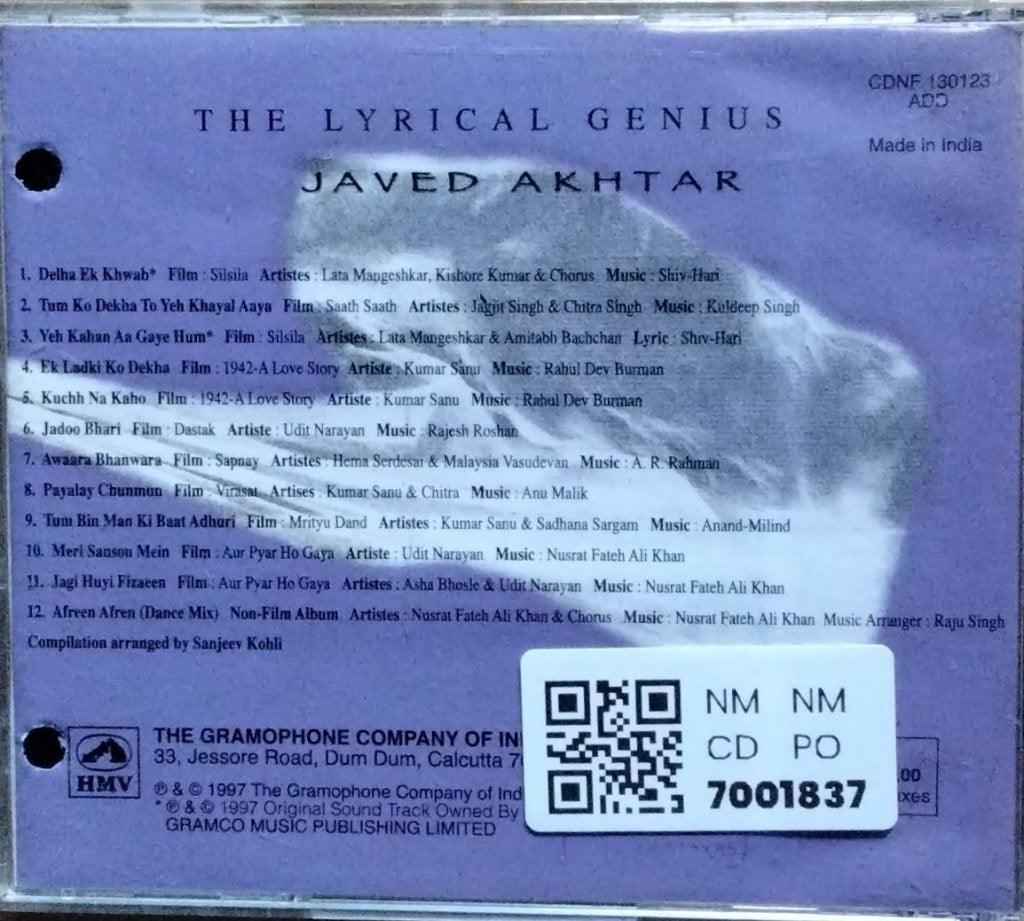 CDNF 130123
ADD
Made in India
THE LYRICAL GENIUS
JAVED AKHTAR
1. Delha Ek Khwab* Film : Silsila Artistes : Lata Mangeshkar, Kishore Kumar & Chorus Music : Shiv-Hari
2. Tum Ko Dekha To Yeh Khayal Aaya Film : Saath Saath Artistes : Jagjit Singh & Chitra Singh Music : Kuldeep Singh
3. Yeh Kahan Aa Gaye Hum* Film : Silsila Artistes : Lata Mangeshkar & Amitabh Bachchan Lyric : Shiv-Hari
4. Ek Ladki Ko Dekha Film : 1942-A Love Story Artiste : Kumar Sanu Music : Rahul Dev Burman
5. Kuchh Na Kaho Film : 1942-A Love Story Artiste : Kumar Sanu Music : Rahul Dev Burman
6. Jadoo Bhari Film : Dastak Artiste : Udit Narayan Music : Rajesh Roshan
7. Awaara Bhanwara Film : Sapnay Artistes : Hema Serdesai & Malaysia Vasudevan Music : A. R. Rahman
8. Payalay Chunmun Film : Virasat Artises : Kumar Sanu & Chitra Music : Anu Malik
9. Tum Bin Man Ki Baat Adhuri Film : Mrityu Dand Artistes : Kumar Sanu & Sadhana Sargam Music : Anand-Milind
10. Meri Sansou Mein Film : Aur Pyar Ho Gaya Artiste : Udit Narayan Music : Nusrat Fateh Ali Khan
11. Jagi Huyi Fizaeen Film : Aur Pyar Ho Gaya Artistes : Asha Bhosle & Udit Narayan Music : Nusrat Fateh Ali Khan
12. Afreen Afren (Dance Mix) Non-Film Album Artistes : Nusrat Fateh Ali Khan & Chorus Music : Nusrat Fateh Ali Khan Music Arranger : Raju Singh
Compilation arranged by Sanjeev Kohli
HMV
THE GRAMOPHONE COMPANY OF IN
33, Jessore Road, Dum Dum, Calcutta 7
℗ & © 1997 The Gramophone Company of Ind
* ℗ & © 1997 Original Sound Track Owned By
GRAMCO MUSIC PUBLISHING LIMITED
NM NM
CD PO
7001837
.00
xes